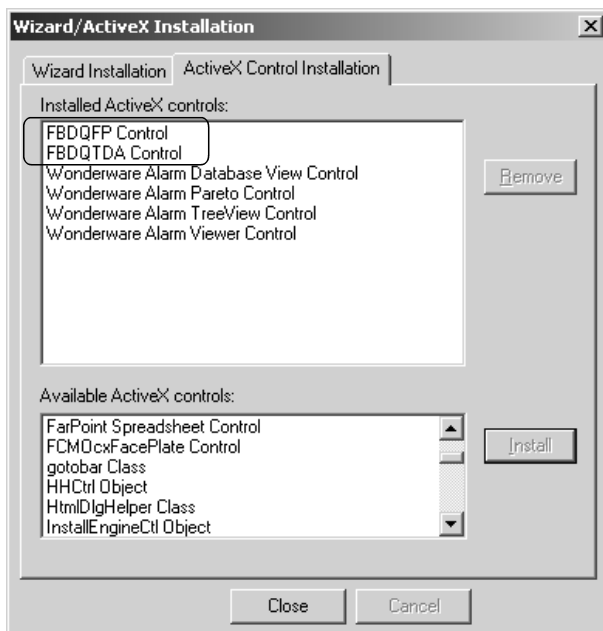 Wizard/ActiveX Installation
Wizard Installation
ActiveX Control Installation
Installed ActiveX controls:
FBDQFP Control
FBDQTDA Control
Wonderware Alarm Database View Control
Wonderware Alarm Pareto Control
Wonderware Alarm TreeView Control
Wonderware Alarm Viewer Control
Remove
Available ActiveX controls:
FarPoint Spreadsheet Control
FCMOcxFacePlate Control
gotobar Class
HHCtrl Object
HtmlDlgHelper Class
InstallEngineCtl Object
Install
Close
Cancel